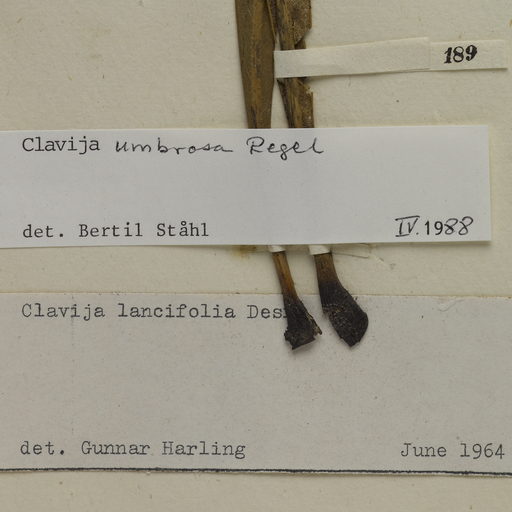 189
Clavija umbrosa Regel
det. Bertil Ståhl IV.1988
Clavija lancifolia Des
det. Gunnar Harling June 1964